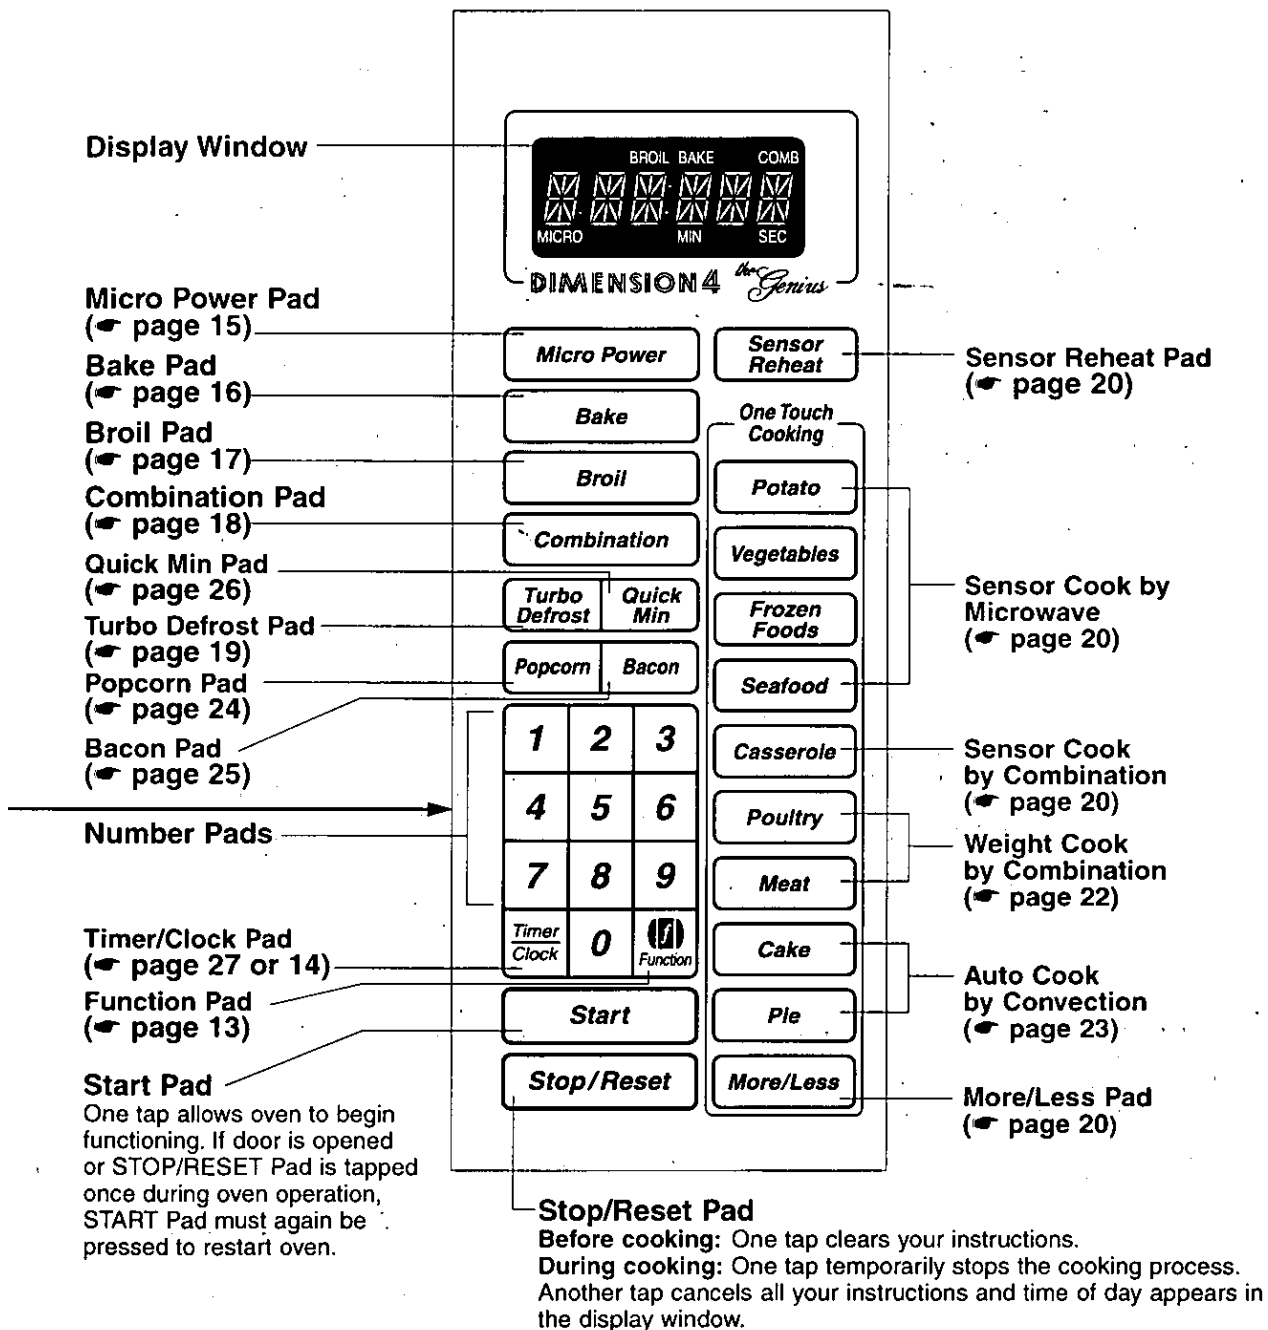 Display Window
BROIL BAKE COMB
MICRO MIN SEC
DIMENSION 4 the Genius
Micro Power Pad
(☛ page 15)
Bake Pad
(☛ page 16)
Broil Pad
(☛ page 17)
Combination Pad
(☛ page 18)
Quick Min Pad
(☛ page 26)
Turbo Defrost Pad
(☛ page 19)
Popcorn Pad
(☛ page 24)
Bacon Pad
(☛ page 25)
Number Pads
Timer/Clock Pad
(☛ page 27 or 14)
Function Pad
(☛ page 13)
Start Pad
One tap allows oven to begin
functioning. If door is opened
or STOP/RESET Pad is tapped
once during oven operation,
START Pad must again be
pressed to restart oven.
Micro Power
Bake
Broil
Combination
Turbo Quick
Defrost Min
Popcorn Bacon
1 2 3
4 5 6
7 8 9
Timer
Clock
0
f
Function
Start
Stop/Reset
Sensor
Reheat
One Touch
Cooking
Potato
Vegetables
Frozen
Foods
Seafood
Casserole
Poultry
Meat
Cake
Pie
More/Less
Sensor Reheat Pad
(☛ page 20)
Sensor Cook by
Microwave
(☛ page 20)
Sensor Cook
by Combination
(☛ page 20)
Weight Cook
by Combination
(☛ page 22)
Auto Cook
by Convection
(☛ page 23)
More/Less Pad
(☛ page 20)
Stop/Reset Pad
Before cooking: One tap clears your instructions.
During cooking: One tap temporarily stops the cooking process.
Another tap cancels all your instructions and time of day appears in
the display window.